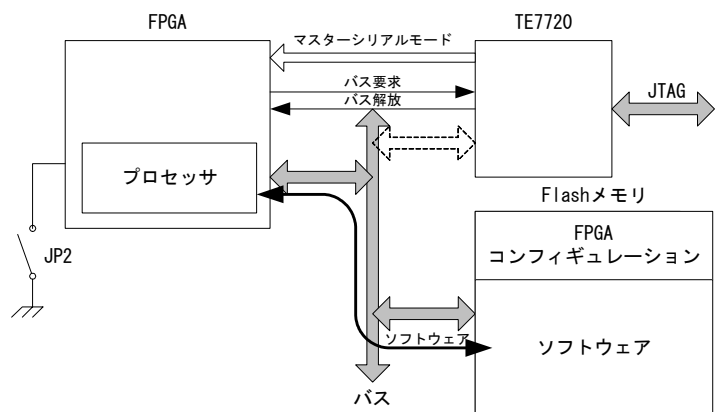 FPGA
TE7720
マスターシリアルモード
バス要求
バス解放
JTAG
プロセッサ
Flashメモリ
FPGA
コンフィギュレーション
JP2
ソフトウェア
ソフトウェア
バス